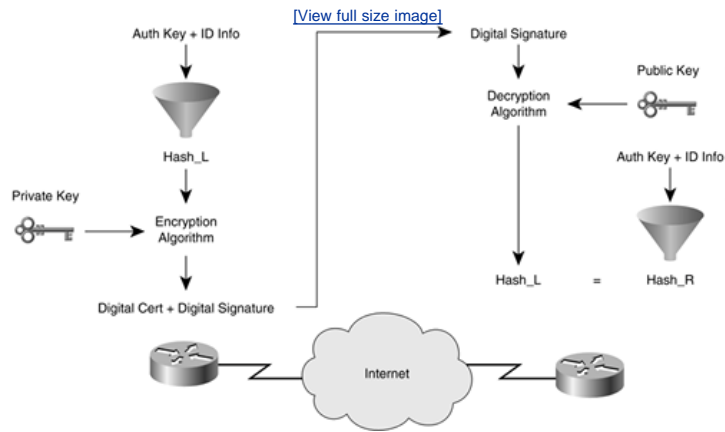 [View full size image]
Auth Key + ID Info
Hash_L
Private Key
Encryption
Algorithm
Digital Cert + Digital Signature
Digital Signature
Decryption
Algorithm
Public Key
Auth Key + ID Info
Hash_L = Hash_R
Internet